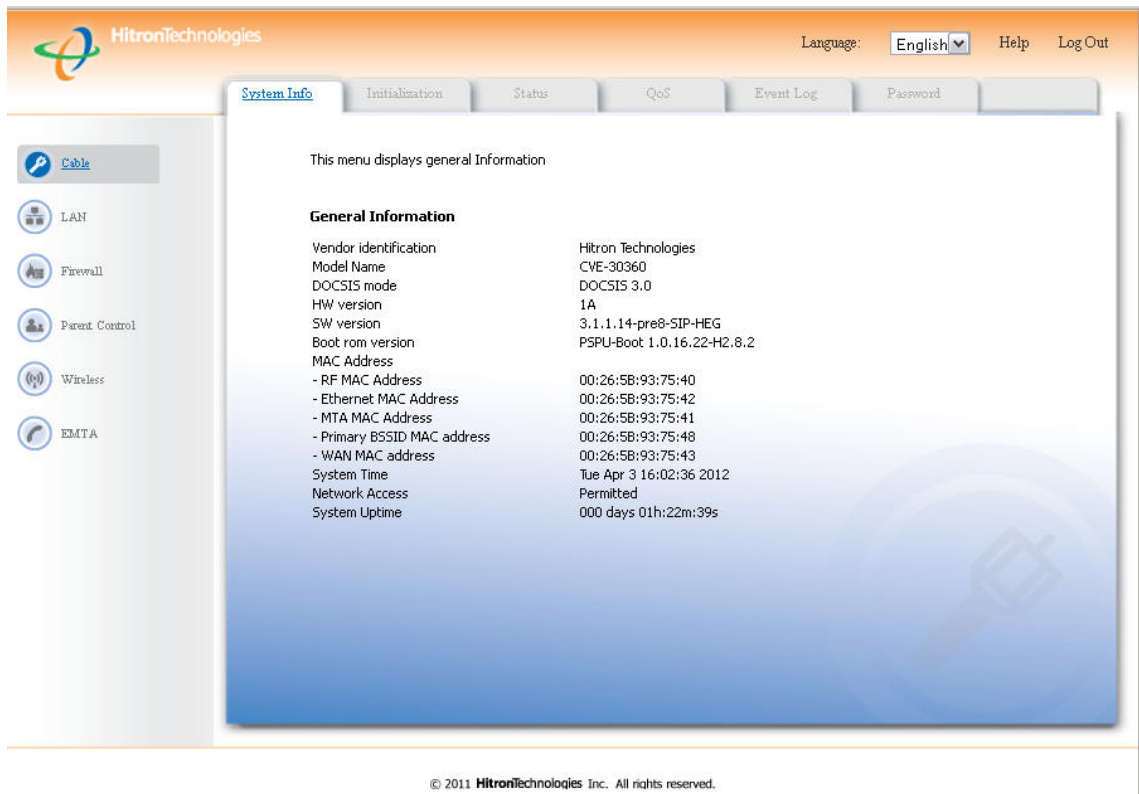 HitronTechnologies
Language: English Help Log Out
System Info Initialization Status QoS Event Log Password
Cable
LAN
Firewall
Parent Control
Wireless
EMTA
This menu displays general Information
General Information
Vendor identification Hitron Technologies
Model Name CVE-30360
DOCSIS mode DOCSIS 3.0
HW version 1A
SW version 3.1.1.14-pre8-SIP-HEG
Boot rom version PSPU-Boot 1.0.16.22-H2.8.2
MAC Address
- RF MAC Address 00:26:5B:93:75:40
- Ethernet MAC Address 00:26:5B:93:75:42
- MTA MAC Address 00:26:5B:93:75:41
- Primary BSSID MAC address 00:26:5B:93:75:48
- WAN MAC address 00:26:5B:93:75:43
System Time Tue Apr 3 16:02:36 2012
Network Access Permitted
System Uptime 000 days 01h:22m:39s
© 2011 HitronTechnologies Inc. All rights reserved.